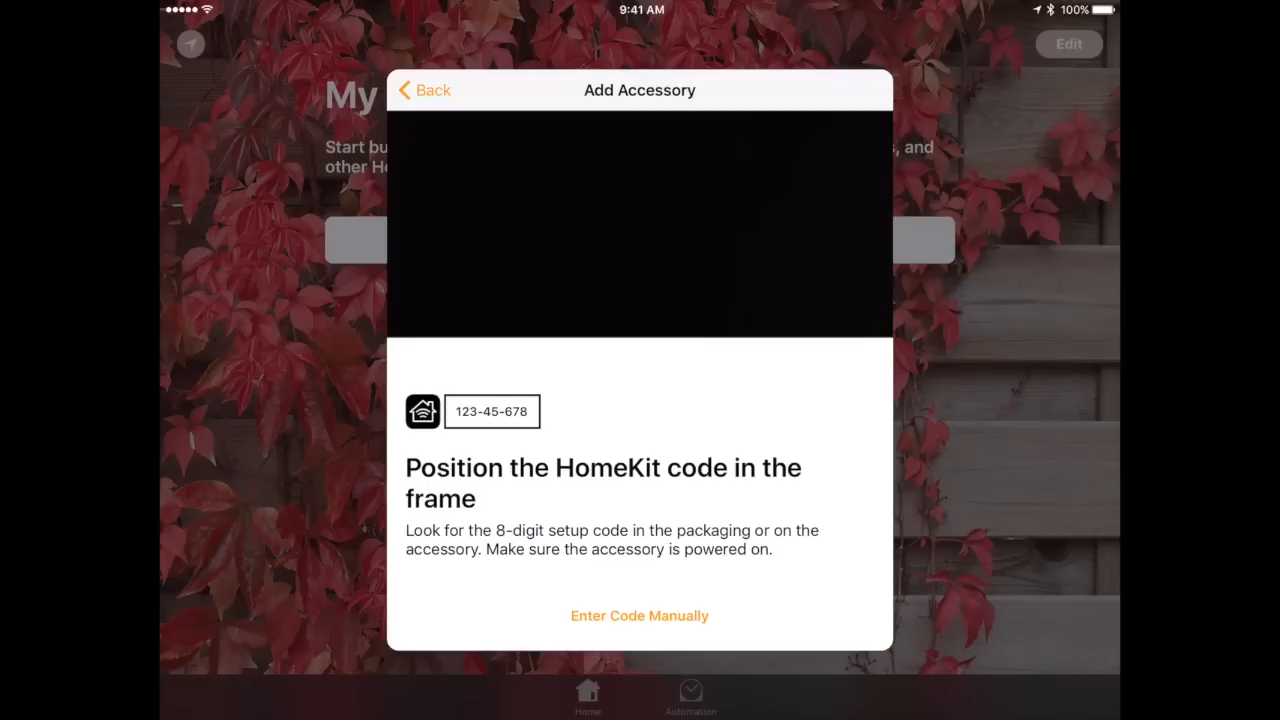 9:41 AM
100%
Edit
My
Back
Add Accessory
Start bu
, and
other H
123-45-678
Position the HomeKit code in the
frame
Look for the 8-digit setup code in the packaging or on the
accessory. Make sure the accessory is powered on.
Enter Code Manually
Home
Automation